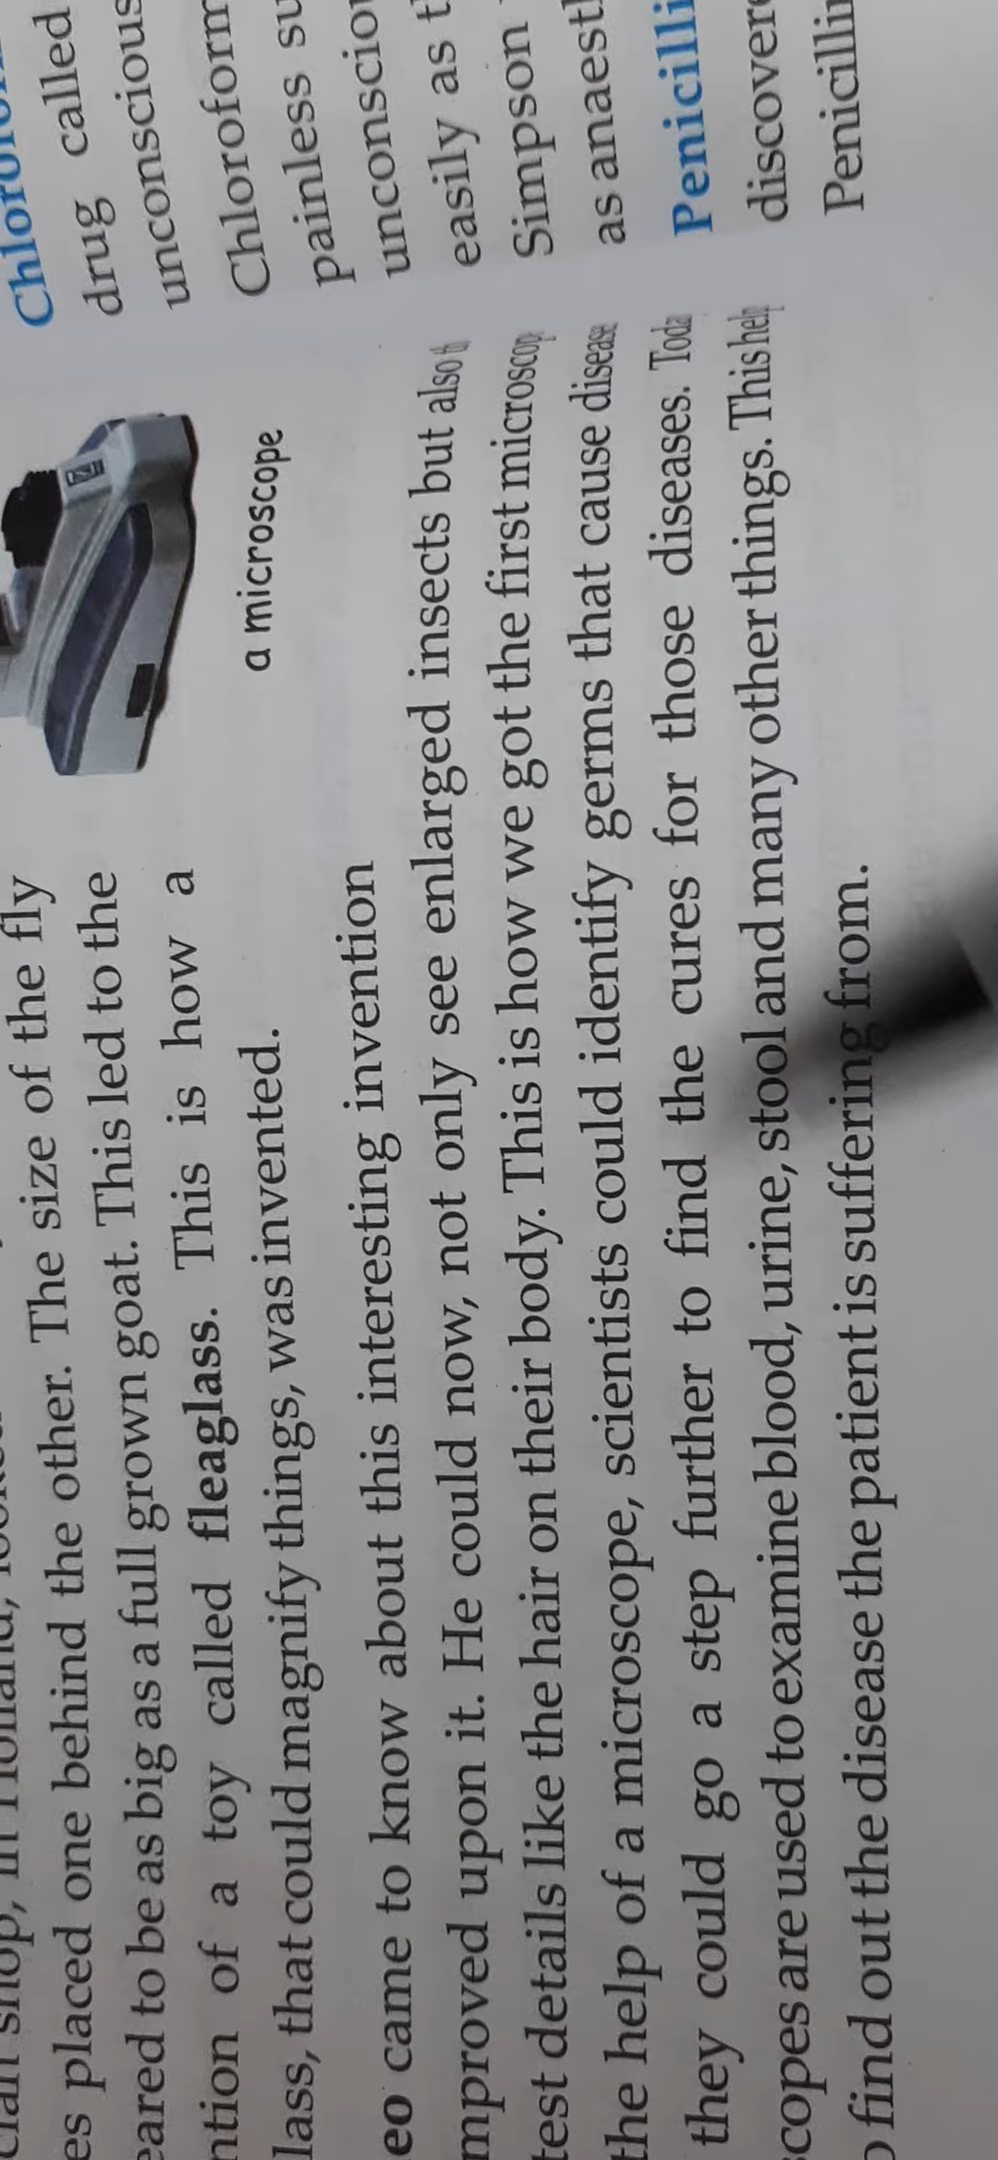 es placed one behind the other. The size of the fly
eared to be as big as a full grown goat. This led to the
ntion of a toy called fleaglass. This is how a
lass, that could magnify things, was invented.
a microscope
eo came to know about this interesting invention
mproved upon it. He could now, not only see enlarged insects but also th
test details like the hair on their body. This is how we got the first microscop
the help of a microscope, scientists could identify germs that cause disease
they could go a step further to find the cures for those diseases. Toda
scopes are used to examine blood, urine, stool and many other things. This help
o find out the disease the patient is suffering from.
drug called
unconscious
Chloroform
painless su
unconsciou
easily as t
Simpson
as anaesth
Penicilli
discovere
Penicillin